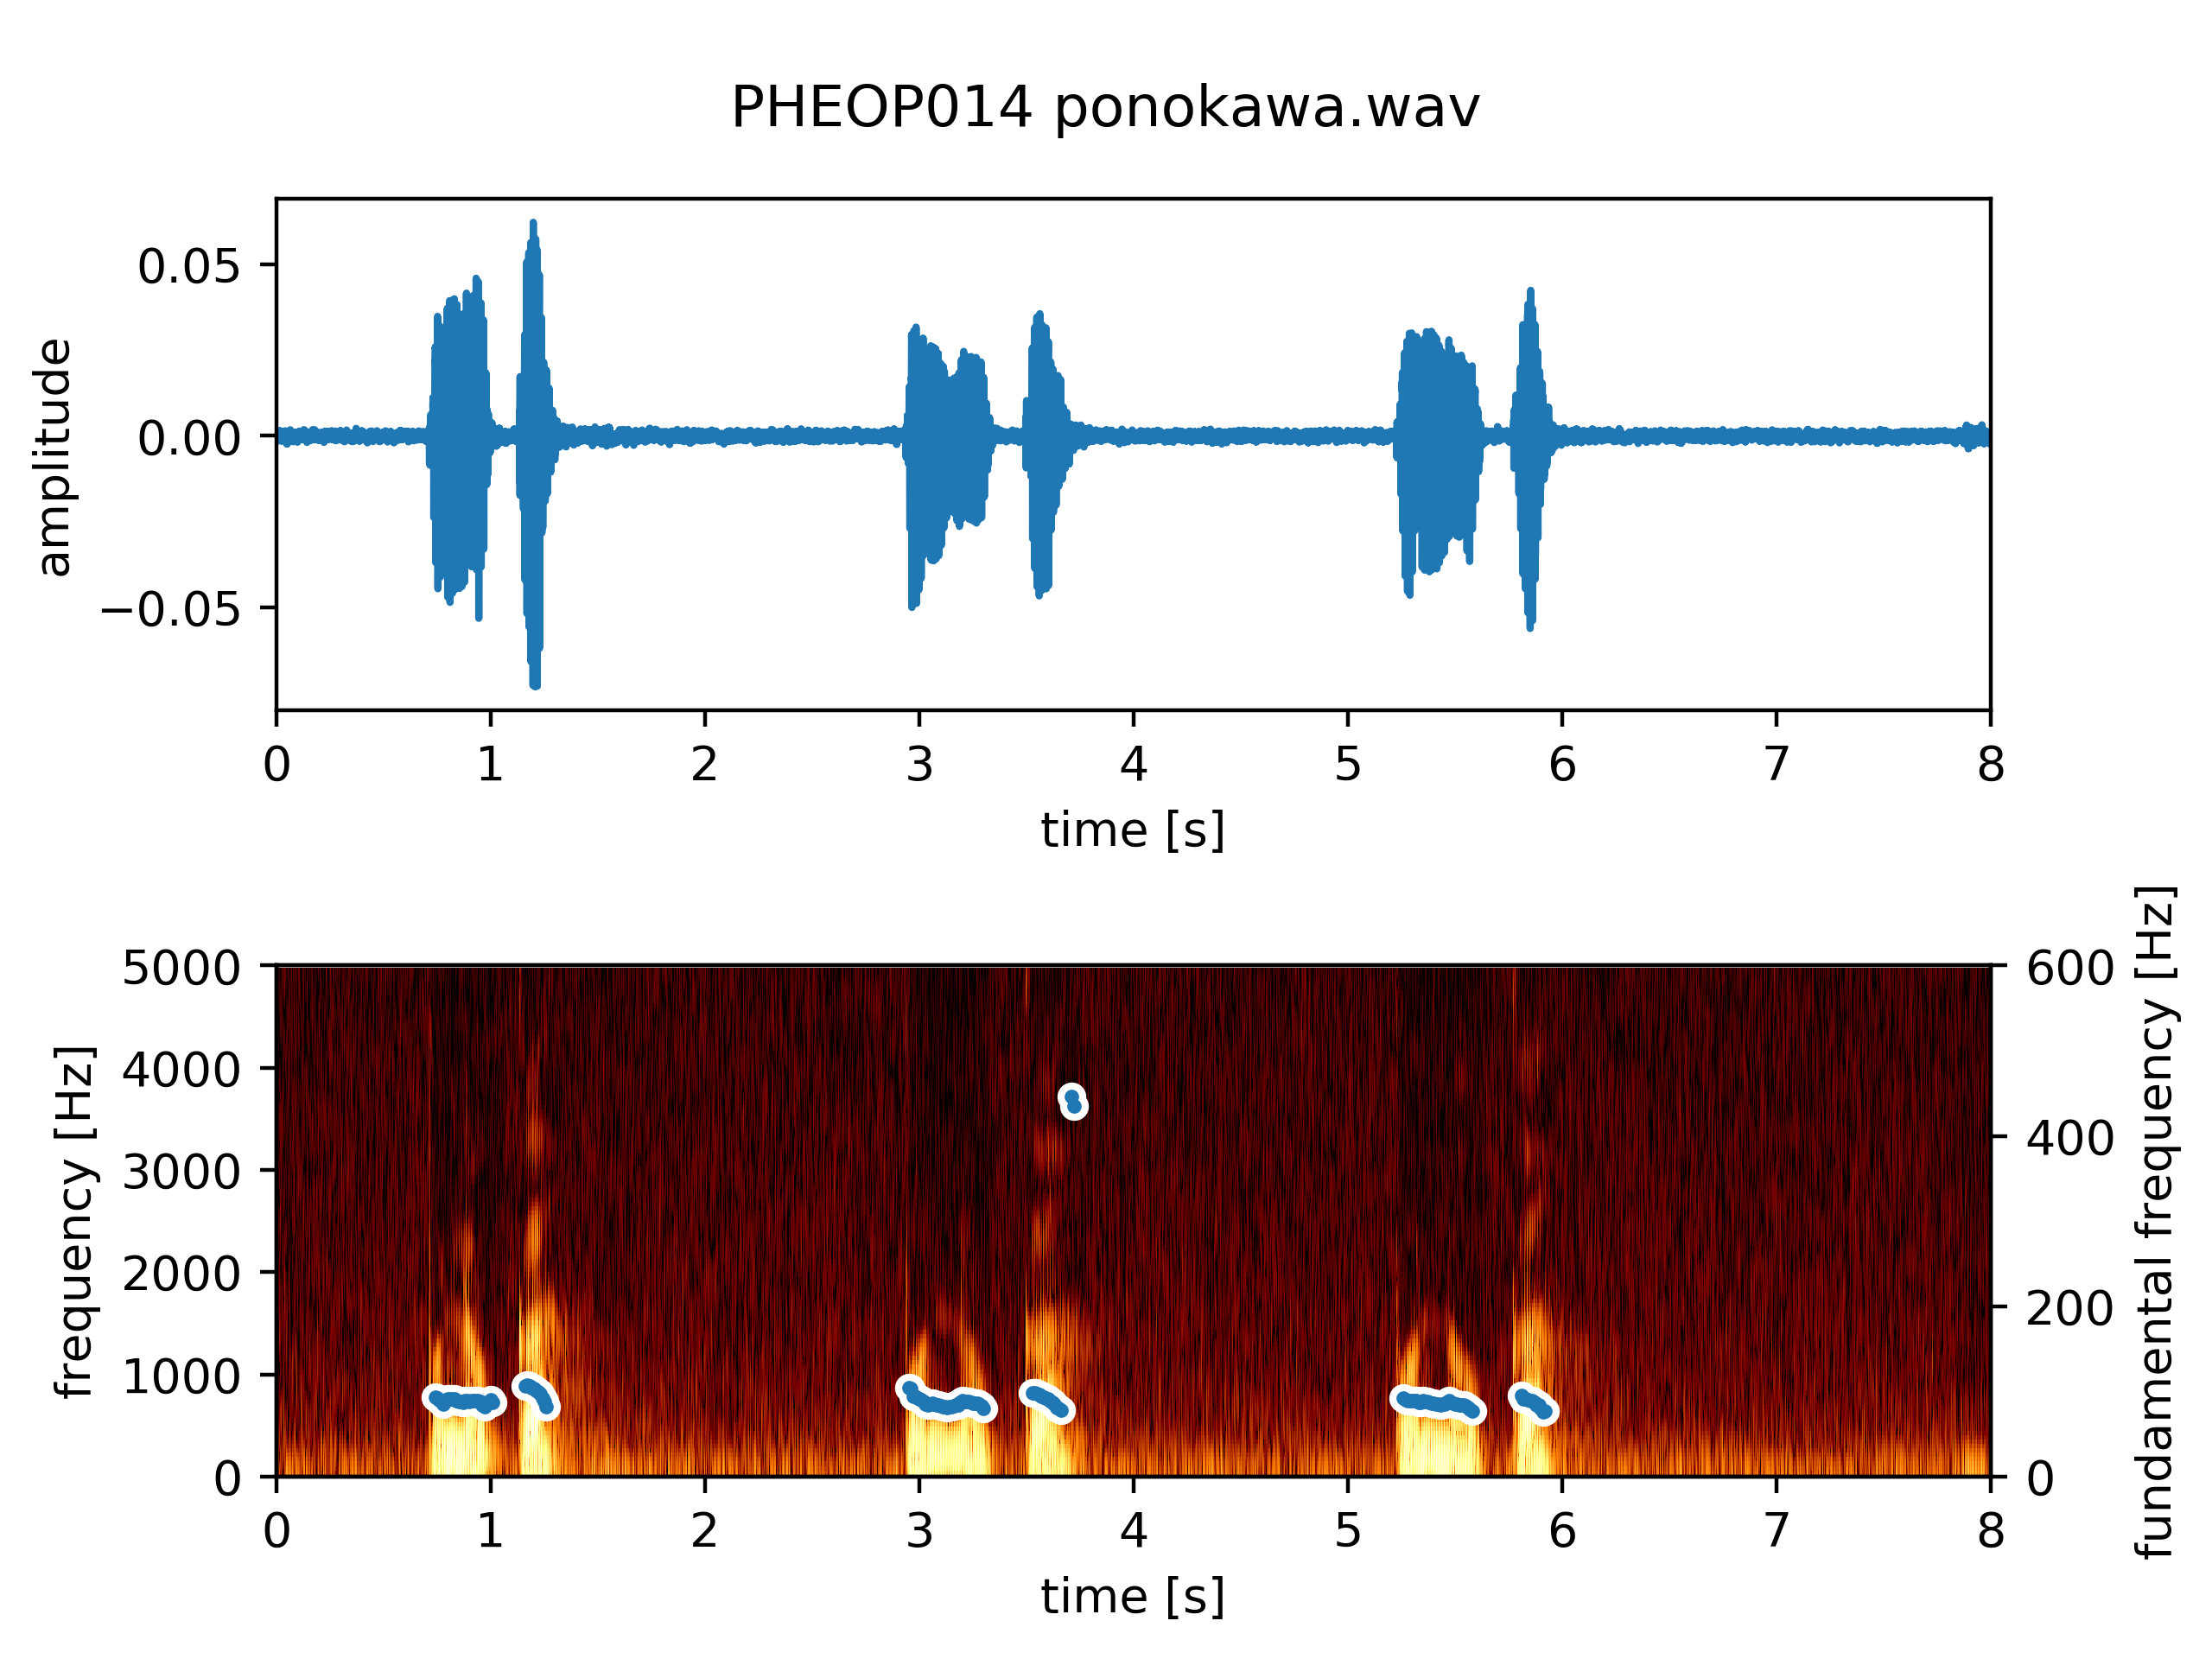 PHEOP014 ponokawa.wav
amplitude
0.05
0.00
−0.05
0 1 2 3 4 5 6 7 8
time [s]
frequency [Hz]
5000
4000
3000
2000
1000
0
600
400
200
0
fundamental frequency [Hz]
0 1 2 3 4 5 6 7 8
time [s]